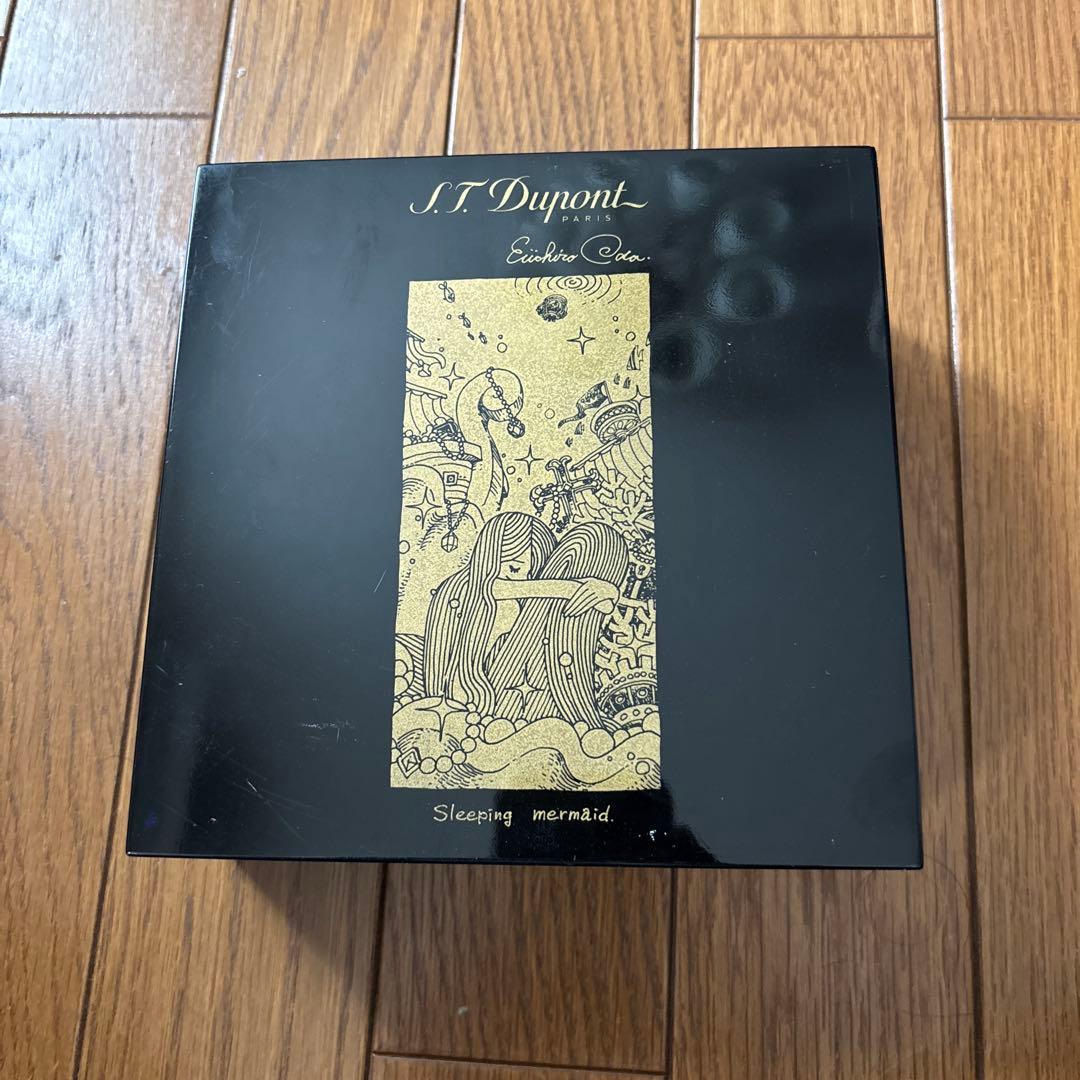 S.T. Dupont
PARIS
Eiichiro Oda.
Sleeping mermaid.